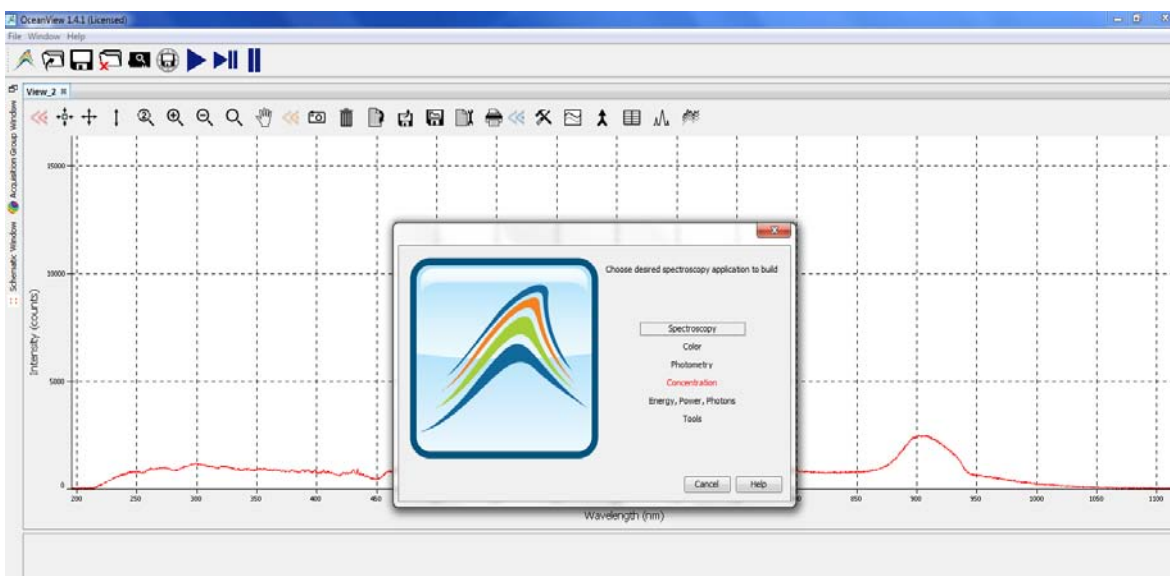 OceanView 1.4.1 (Licensed)
File Window Help
View_2
Schematic Window
Acquisition Group Window
Intensity (counts)
15000
10000
5000
0
200 250 300 350 400 450
850 900 950 1000 1050 1100
Wavelength (nm)
Choose desired spectroscopy application to build
Spectroscopy
Color
Photometry
Concentration
Energy, Power, Photons
Tools
Cancel Help